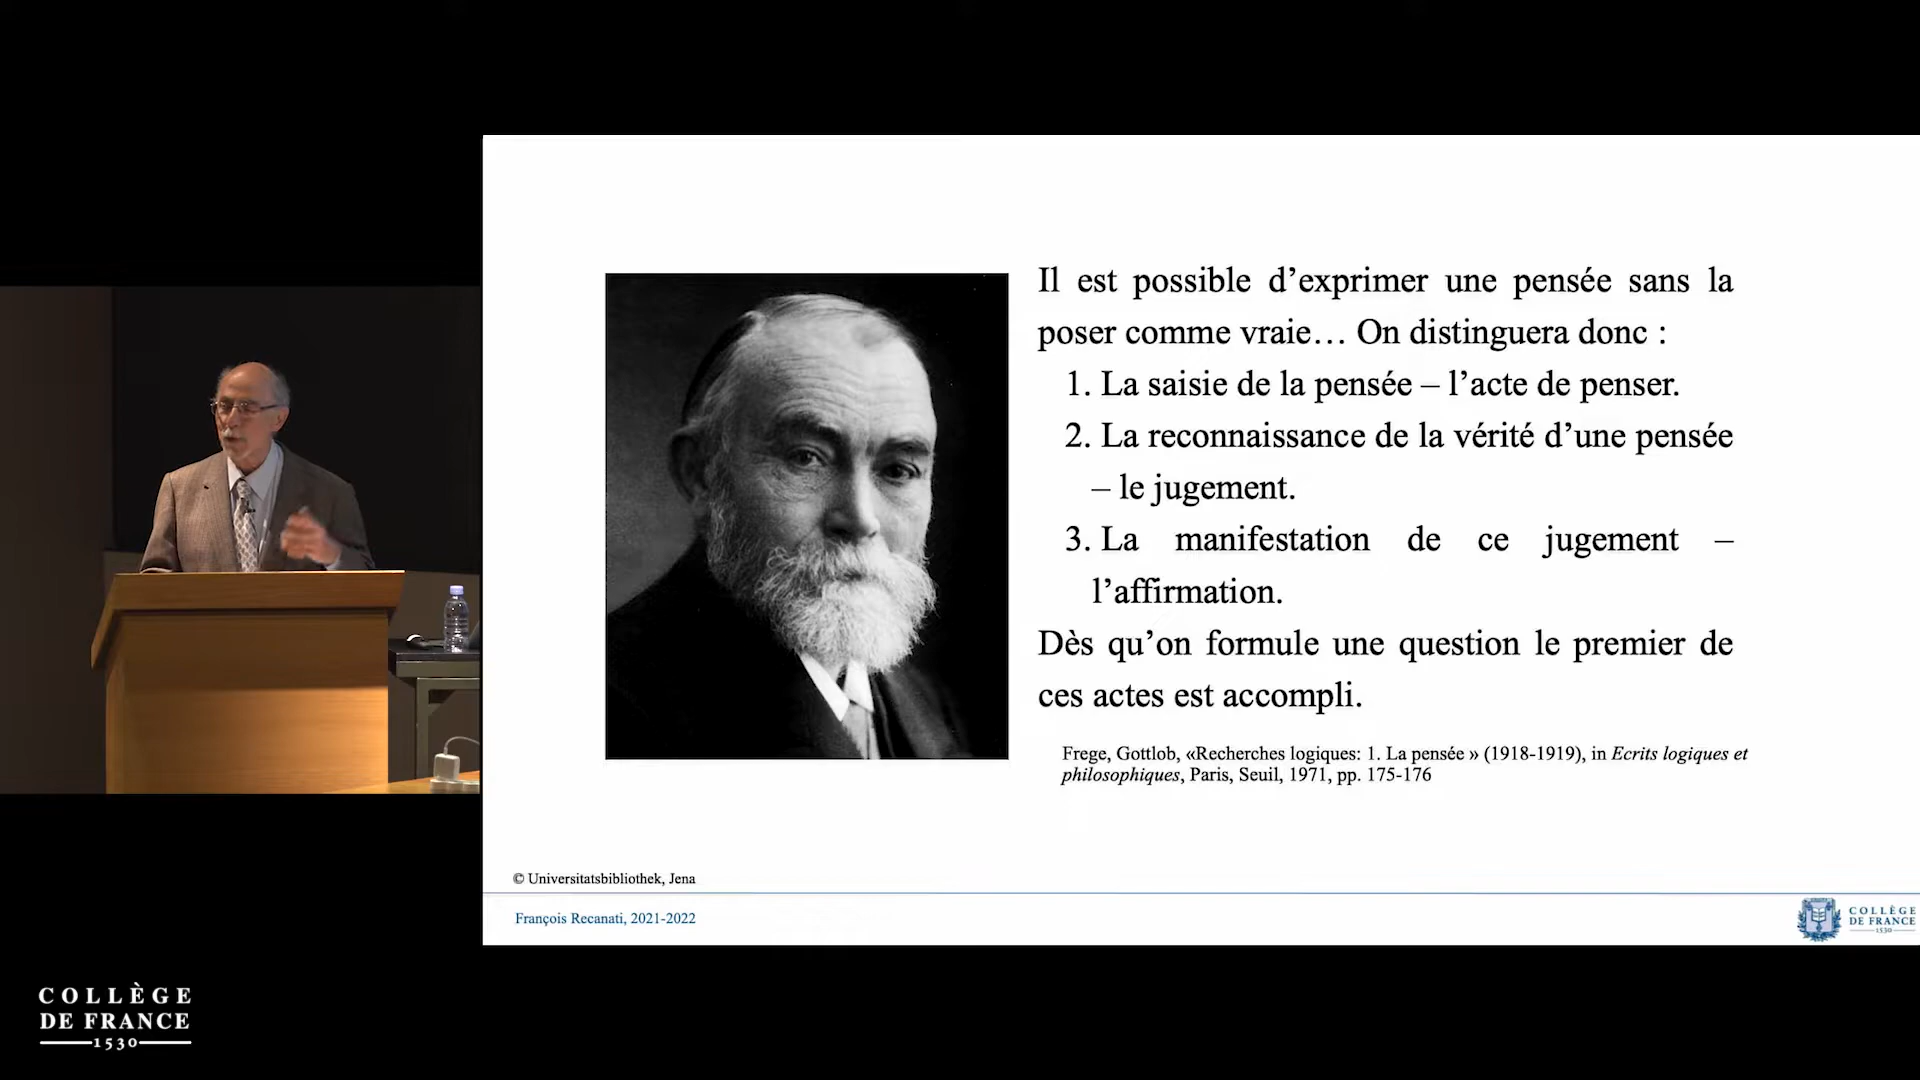 Il est possible d’exprimer une pensée sans la
poser comme vraie… On distinguera donc :
1. La saisie de la pensée – l’acte de penser.
2. La reconnaissance de la vérité d’une pensée
– le jugement.
3. La manifestation de ce jugement –
l’affirmation.
Dès qu’on formule une question le premier de
ces actes est accompli.
Frege, Gottlob, «Recherches logiques: 1. La pensée » (1918-1919), in Ecrits logiques et
philosophiques, Paris, Seuil, 1971, pp. 175-176
© Universitatsbibliothek, Jena
François Recanati, 2021-2022
COLLÈGE
DE FRANCE
1530
COLLÈGE
DE FRANCE
1530